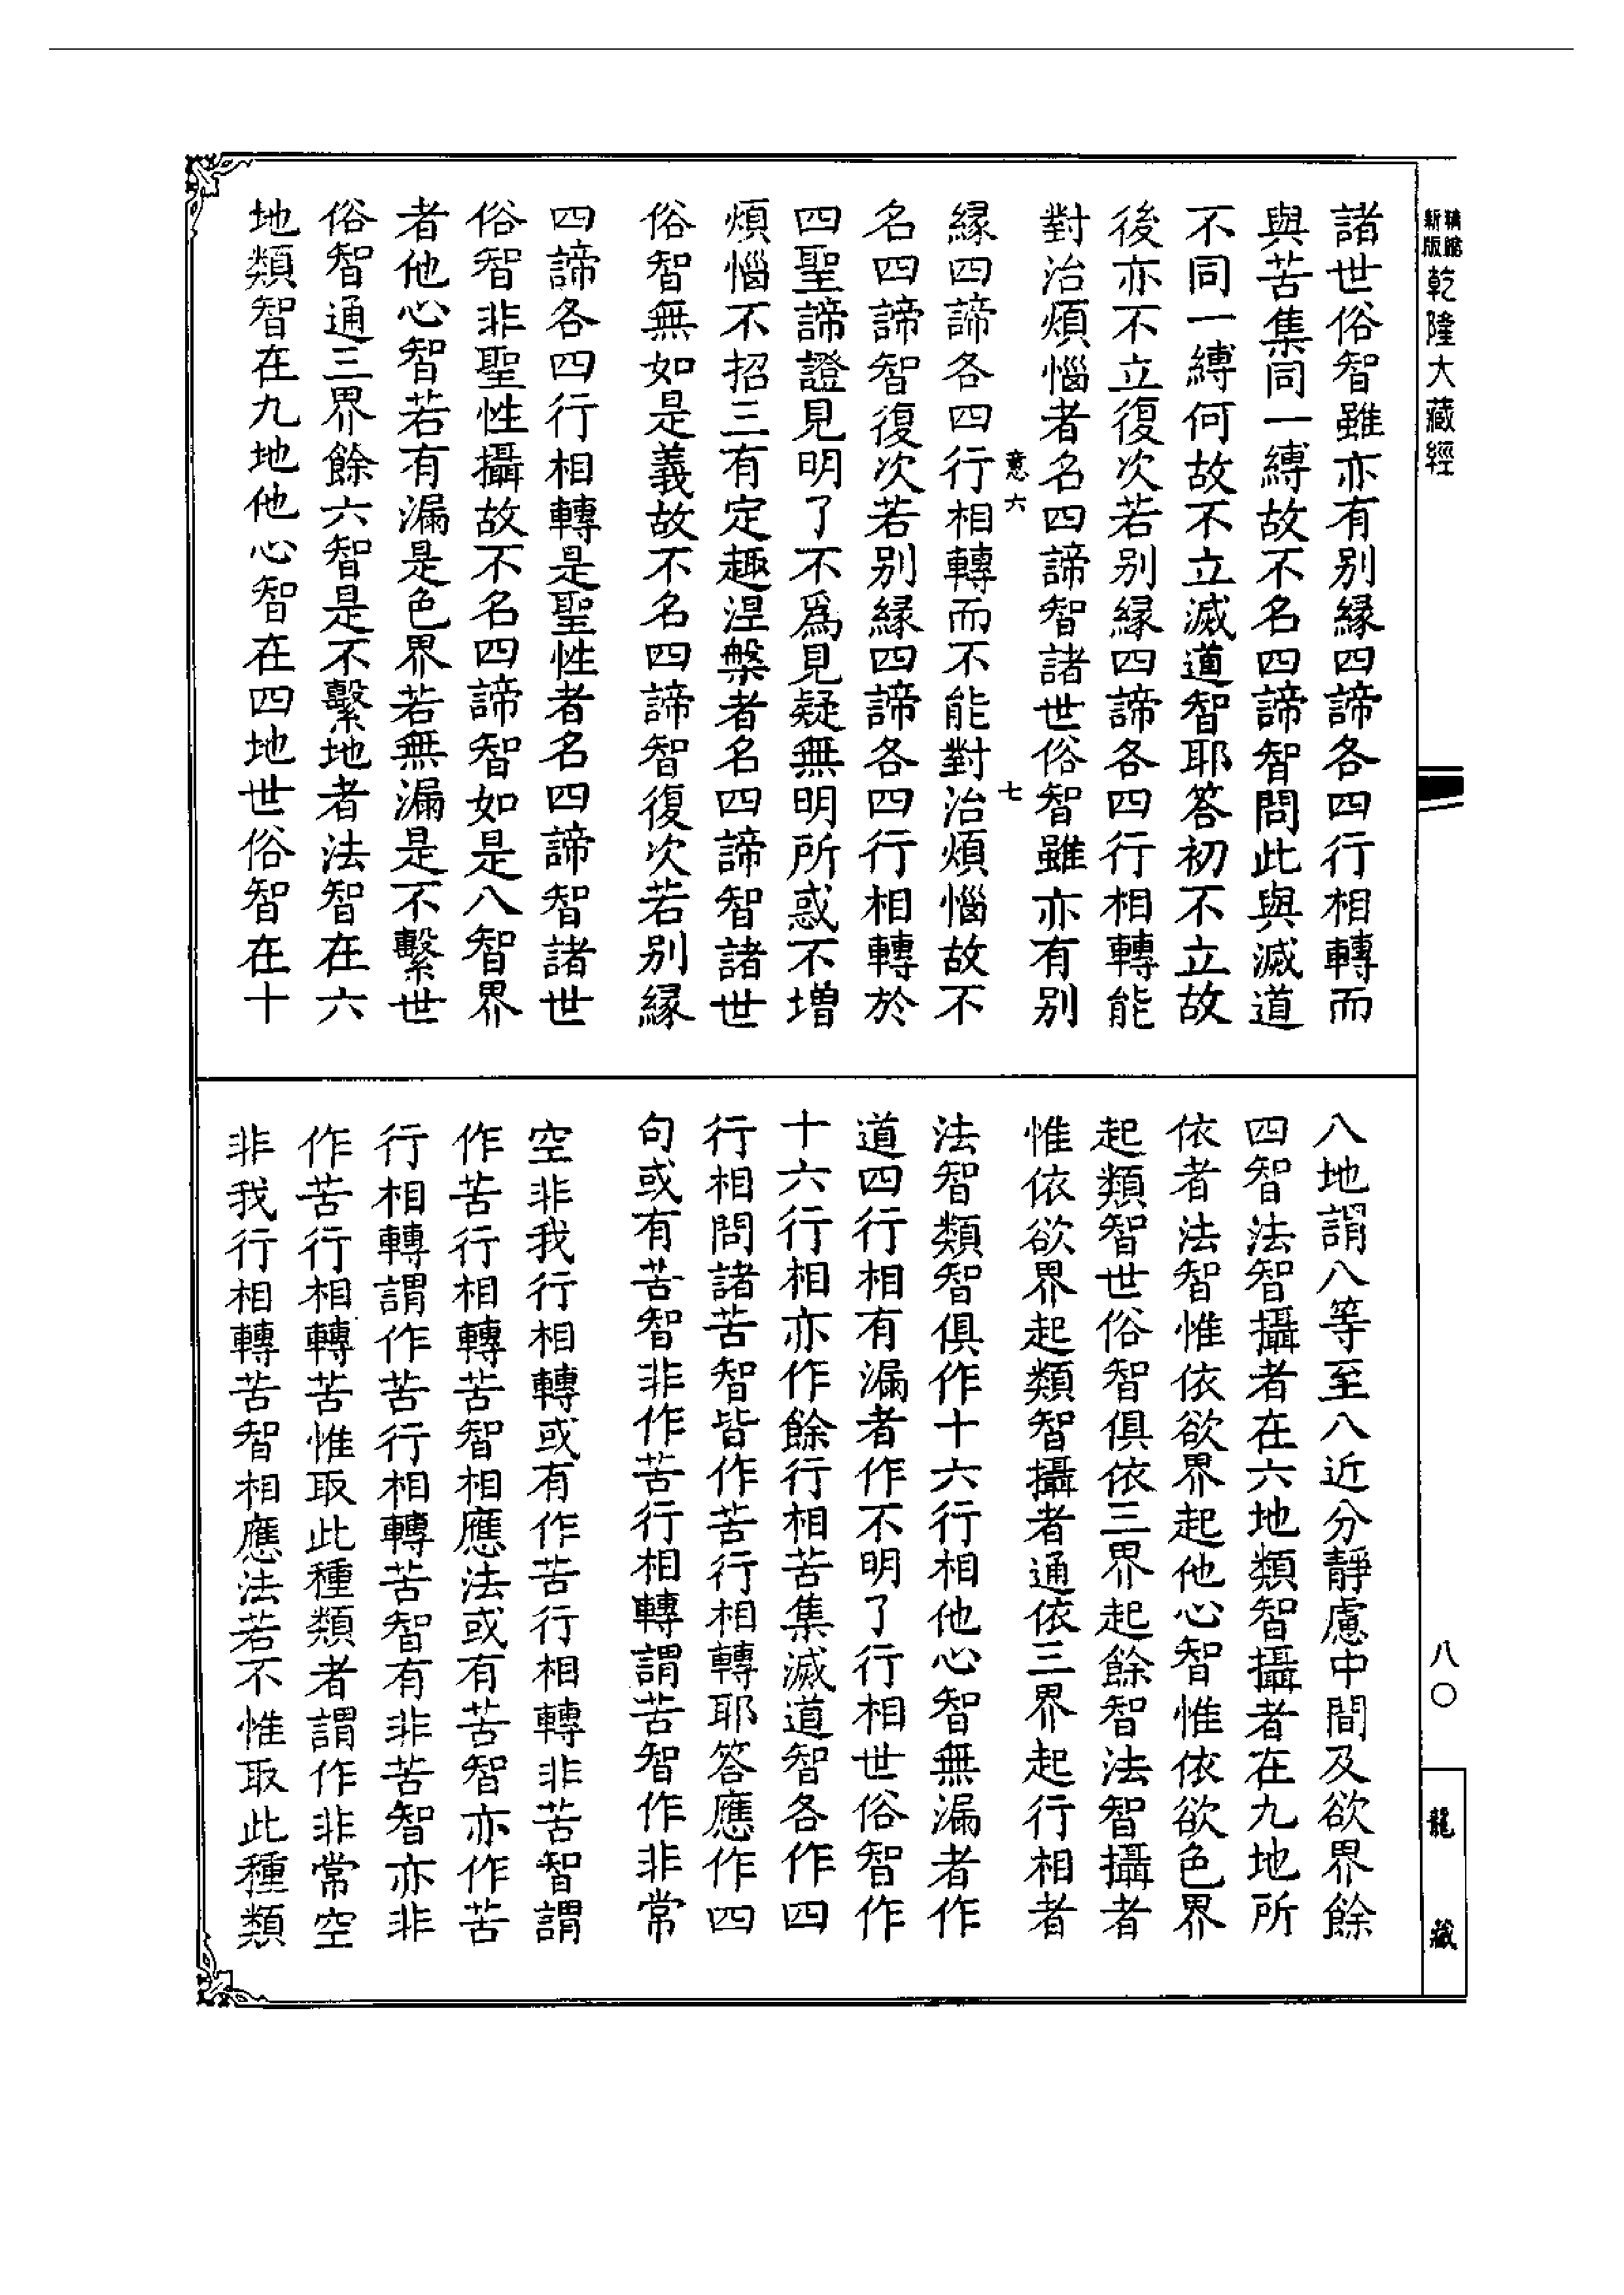 新版 縮龍 乾隆大藏經
諸世俗智雖亦有別緣四諦各四行相轉而
與苦集同一縛故不名四諦智問此與滅道
不同一縛何故不立滅道智耶答初不立故
後亦不立復次若別緣四諦各四行相轉能
對治煩惱者名四諦智諸世俗智雖亦有別
意六 七
緣四諦各四行相轉而不能對治煩惱故不
名四諦智復次若別緣四諦各四行相轉於
四聖諦證見明了不爲見疑無明所惑不增
煩惱不招三有定趣涅槃者名四諦智諸世
俗智無如是義故不名四諦智復次若別緣
四諦各四行相轉是聖性者名四諦智諸世
俗智非聖性攝故不名四諦智如是八智界
者他心智若有漏是色界若無漏是不繫世
俗智通三界餘六智是不繫地者法智在六
地類智在九地他心智在四地世俗智在十
八地謂八等至八近分靜慮中間及欲界餘
四智法智攝者在六地類智攝者在九地所
依者法智惟依欲界起他心智惟依欲色界
起類智世俗智俱依三界起餘智法智攝者
惟依欲界起類智攝者通依三界起行相者
法智類智俱作十六行相他心智無漏者作
道四行相有漏者作不明了行相世俗智作
十六行相亦作餘行相苦集滅道智各作四
行相問諸苦智皆作苦行相轉耶答應作四
句或有苦智非作苦行相轉謂苦智作非常
空非我行相轉或有作苦行相轉非苦智謂
作苦行相轉苦智相應法或有苦智亦作苦
行相轉謂作苦行相轉苦智有非苦智亦非
作苦行相轉苦惟取此種類者謂作非常空
非我行相轉苦智相應法若不惟取此種類
八〇
龍藏